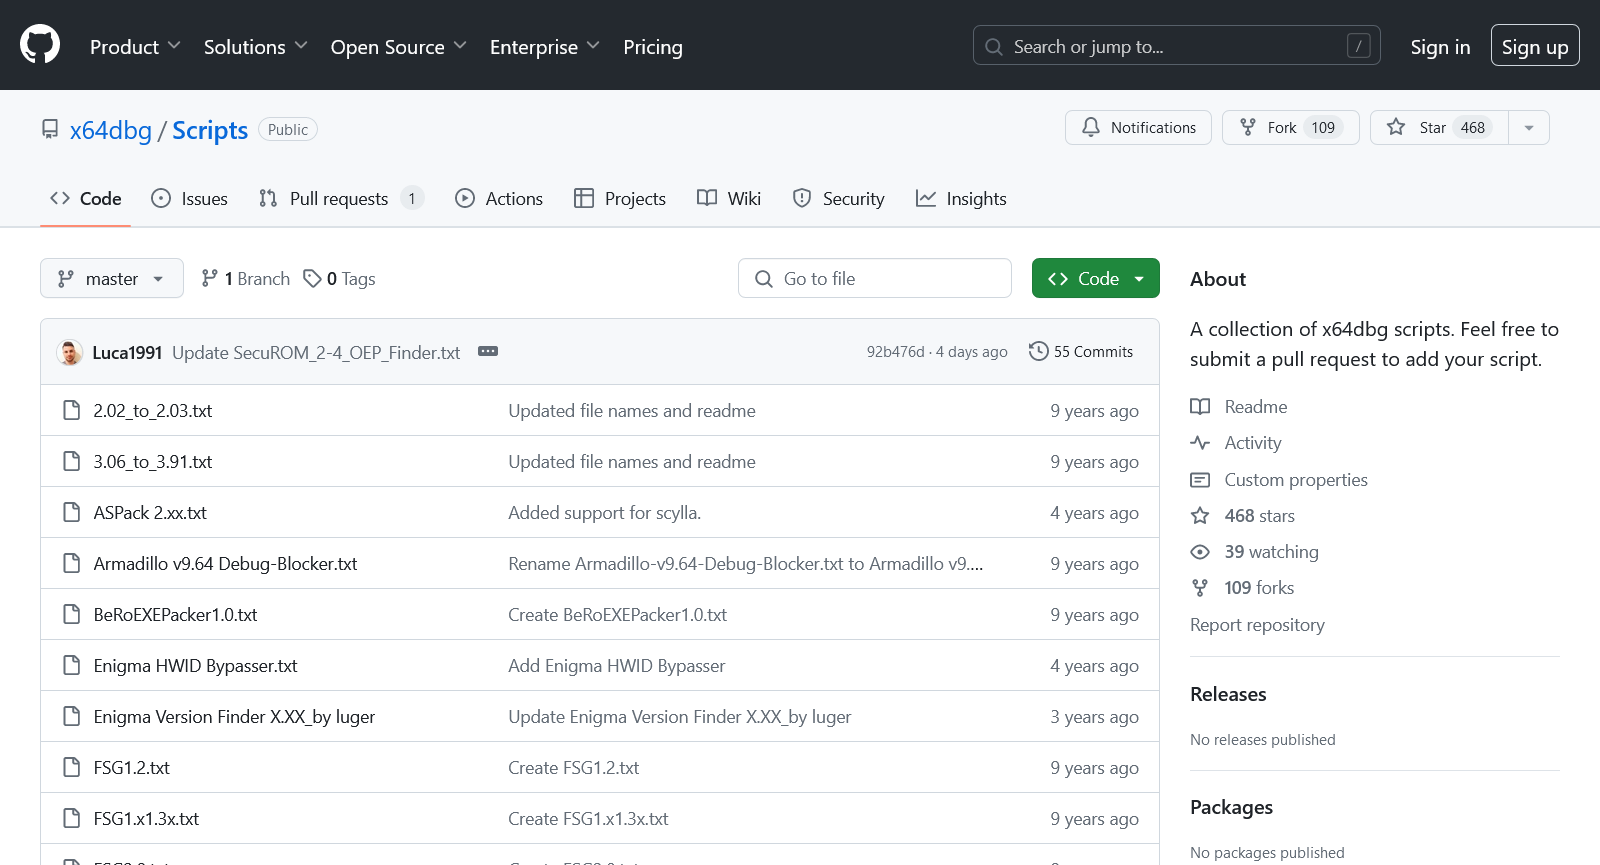 Product Solutions Open Source Enterprise Pricing Search or jump to... / Sign in Sign up
x64dbg / Scripts Public Notifications Fork 109 Star 468
Code Issues Pull requests 1 Actions Projects Wiki Security Insights
master 1 Branch 0 Tags Go to file Code
Luca1991 Update SecuROM_2-4_OEP_Finder.txt 92b476d · 4 days ago 55 Commits
2.02_to_2.03.txt Updated file names and readme 9 years ago
3.06_to_3.91.txt Updated file names and readme 9 years ago
ASPack 2.xx.txt Added support for scylla. 4 years ago
Armadillo v9.64 Debug-Blocker.txt Rename Armadillo-v9.64-Debug-Blocker.txt to Armadillo v9.... 9 years ago
BeRoEXEPacker1.0.txt Create BeRoEXEPacker1.0.txt 9 years ago
Enigma HWID Bypasser.txt Add Enigma HWID Bypasser 4 years ago
Enigma Version Finder X.XX_by luger Update Enigma Version Finder X.XX_by luger 3 years ago
FSG1.2.txt Create FSG1.2.txt 9 years ago
FSG1.x1.3x.txt Create FSG1.x1.3x.txt 9 years ago
About
A collection of x64dbg scripts. Feel free to
submit a pull request to add your script.
Readme
Activity
Custom properties
468 stars
39 watching
109 forks
Report repository
Releases
No releases published
Packages
No packages published